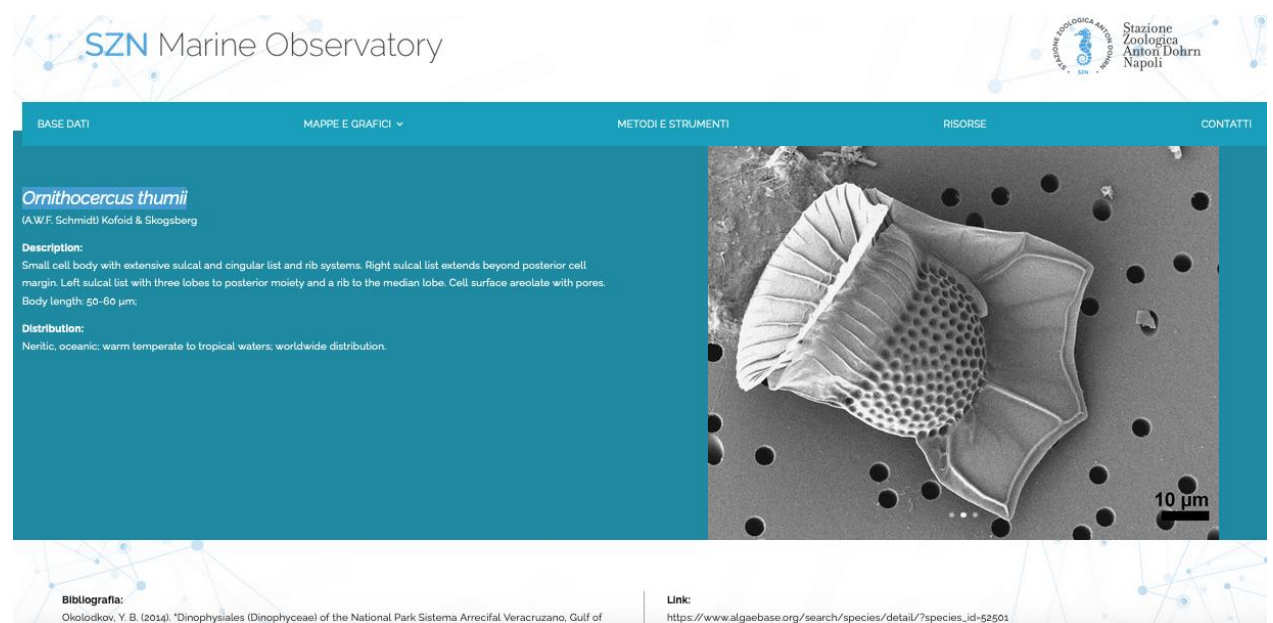 SZN Marine Observatory
STAZIONE ZOOLOGICA ANTON DOHRN
SZN
Stazione
Zoologica
Anton Dohrn
Napoli
BASE DATI
MAPPE E GRAFICI
METODI E STRUMENTI
RISORSE
CONTATTI
Ornithocercus thumii
(A.W.F. Schmidt) Kofoid & Skogsberg
Description:
Small cell body with extensive sulcal and cingular list and rib systems. Right sulcal list extends beyond posterior cell
margin. Left sulcal list with three lobes to posterior moiety and a rib to the median lobe. Cell surface areolate with pores.
Body length: 50-60 µm;
Distribution:
Neritic, oceanic; warm temperate to tropical waters; worldwide distribution.
10 µm
Bibliografia:
Okolodkov, Y. B. (2014). "Dinophysiales (Dinophyceae) of the National Park Sistema Arrecifal Veracruzano, Gulf of
Link:
https://www.algaebase.org/search/species/detail/?species_id=52501